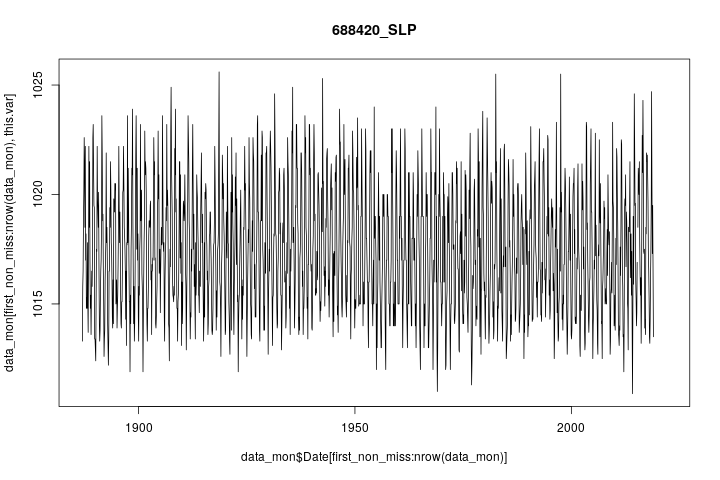 688420_SLP
data_mon[first_non_miss:nrow(data_mon), this.var]
1025
1020
1015
1900
1950
2000
data_mon$Date[first_non_miss:nrow(data_mon)]